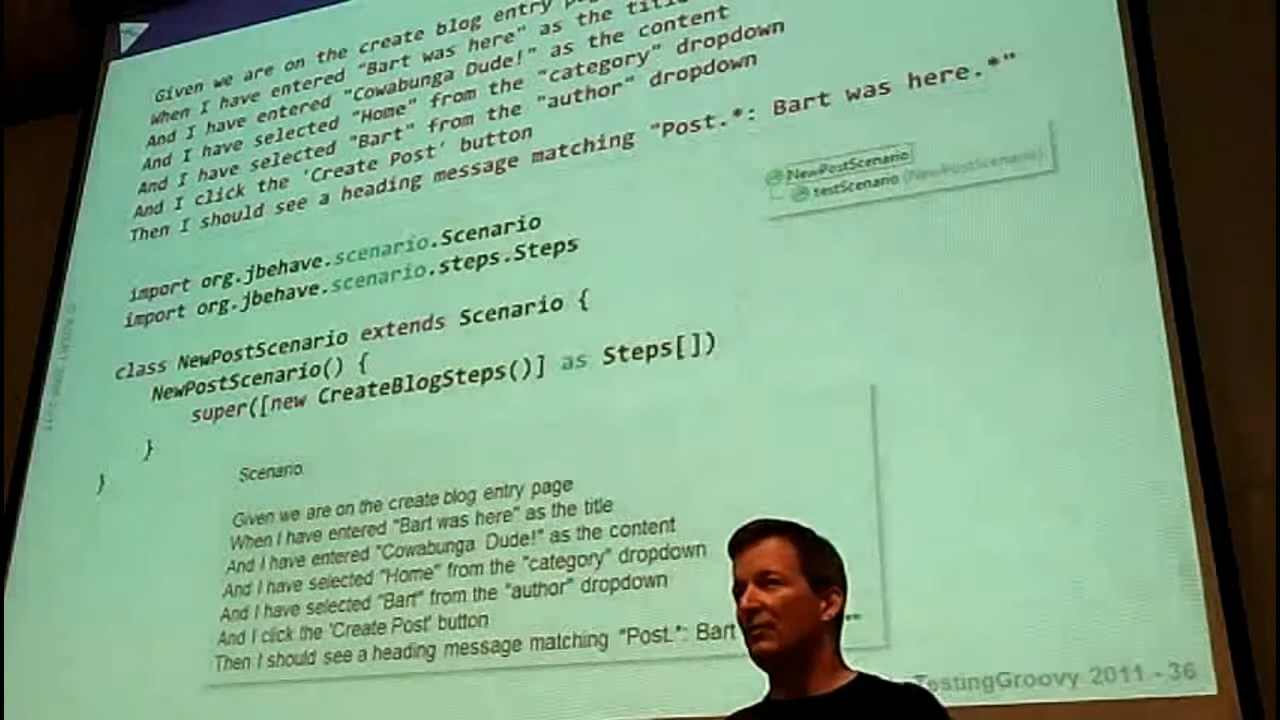 Given we are on the create blog entry
When I have entered "Bart was here" as the title
And I have entered "Cowabunga Dude!" as the content
And I have selected "Home" from the "category" dropdown
And I have selected "Bart" from the "author" dropdown
And I click the 'Create Post' button
Then I should see a heading message matching "Post.*: Bart was here.*"
NewPostScenario
testScenario (NewPostScenario)
import org.jbehave.scenario.Scenario
import org.jbehave.scenario.steps.Steps
class NewPostScenario extends Scenario {
NewPostScenario() {
super([new CreateBlogSteps()] as Steps[])
}
}
Scenario:
Given we are on the create blog entry page
When I have entered "Bart was here" as the title
And I have entered "Cowabunga Dude!" as the content
And I have selected "Home" from the "category" dropdown
And I have selected "Bart" from the "author" dropdown
And I click the 'Create Post' button
Then I should see a heading message matching "Post.*: Bart
TestingGroovy 2011 - 36